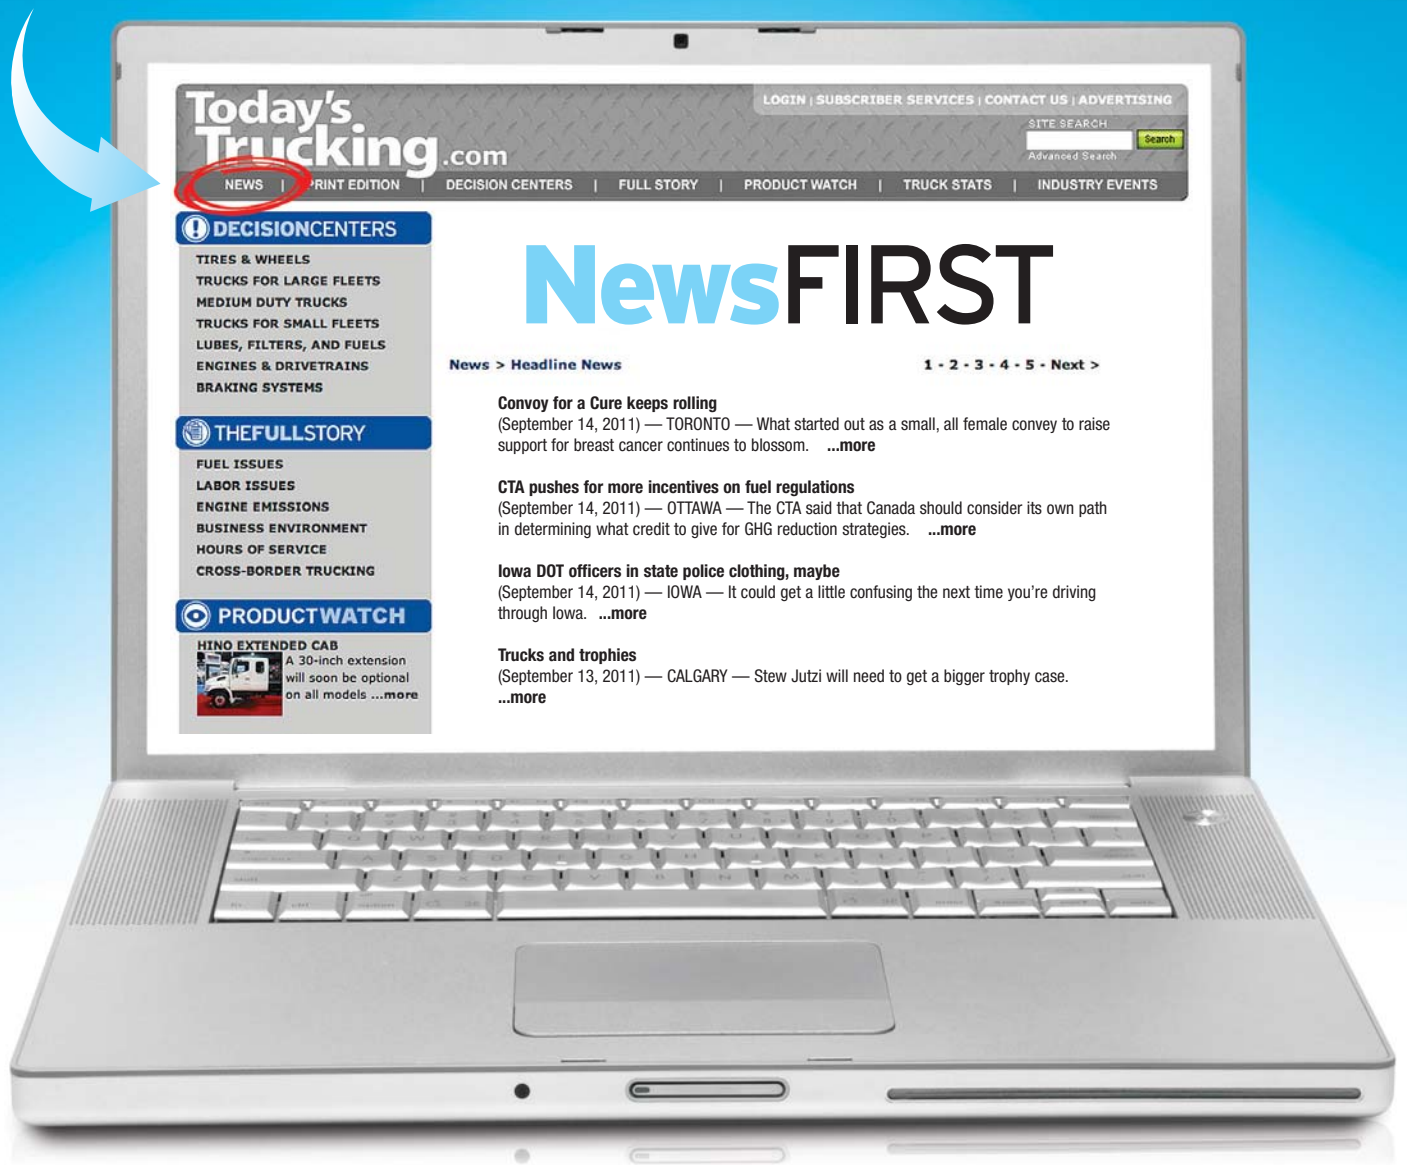 Today's
Trucking.com
LOGIN | SUBSCRIBER SERVICES | CONTACT US | ADVERTISING
SITE SEARCH
Search
Advanced Search
NEWS | PRINT EDITION | DECISION CENTERS | FULL STORY | PRODUCT WATCH | TRUCK STATS | INDUSTRY EVENTS
DECISIONCENTERS
TIRES & WHEELS
TRUCKS FOR LARGE FLEETS
MEDIUM DUTY TRUCKS
TRUCKS FOR SMALL FLEETS
LUBES, FILTERS, AND FUELS
ENGINES & DRIVETRAINS
BRAKING SYSTEMS
THEFULLSTORY
FUEL ISSUES
LABOR ISSUES
ENGINE EMISSIONS
BUSINESS ENVIRONMENT
HOURS OF SERVICE
CROSS-BORDER TRUCKING
PRODUCTWATCH
HINO EXTENDED CAB
A 30-inch extension
will soon be optional
on all models ...more
NewsFIRST
News > Headline News
1 - 2 - 3 - 4 - 5 - Next >
Convoy for a Cure keeps rolling
(September 14, 2011) — TORONTO — What started out as a small, all female convey to raise
support for breast cancer continues to blossom. ...more
CTA pushes for more incentives on fuel regulations
(September 14, 2011) — OTTAWA — The CTA said that Canada should consider its own path
in determining what credit to give for GHG reduction strategies. ...more
Iowa DOT officers in state police clothing, maybe
(September 14, 2011) — IOWA — It could get a little confusing the next time you're driving
through Iowa. ...more
Trucks and trophies
(September 13, 2011) — CALGARY — Stew Jutzi will need to get a bigger trophy case.
...more